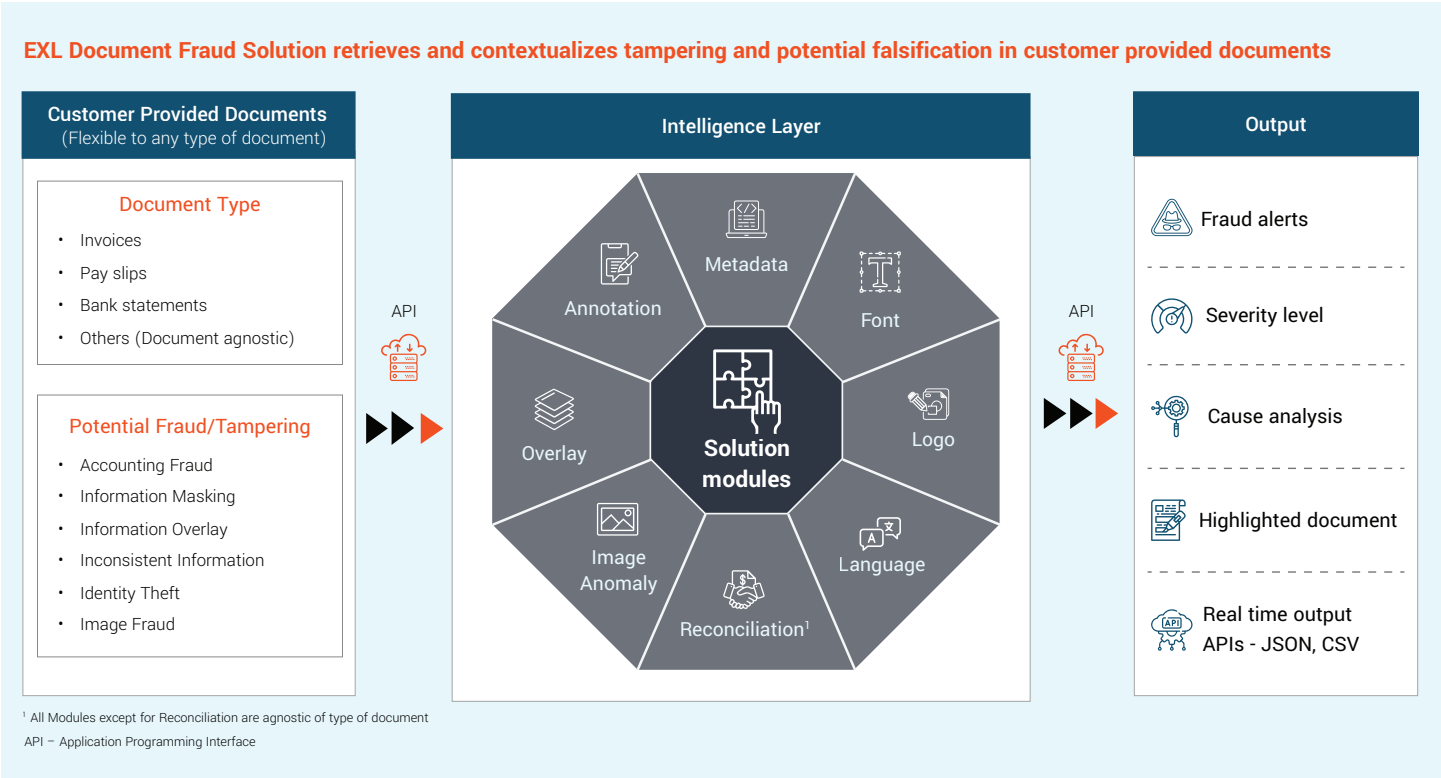 EXL Document Fraud Solution retrieves and contextualizes tampering and potential falsification in customer provided documents
Customer Provided Documents
(Flexible to any type of document)
Document Type
• Invoices
• Pay slips
• Bank statements
• Others (Document agnostic)
Potential Fraud/Tampering
• Accounting Fraud
• Information Masking
• Information Overlay
• Inconsistent Information
• Identity Theft
• Image Fraud
API
Intelligence Layer
Metadata
Font
Logo
Language
Reconciliation¹
Image
Anomaly
Overlay
Annotation
Solution
modules
API
Output
Fraud alerts
Severity level
Cause analysis
Highlighted document
API
Real time output
APIs - JSON, CSV
¹ All Modules except for Reconciliation are agnostic of type of document
API – Application Programming Interface